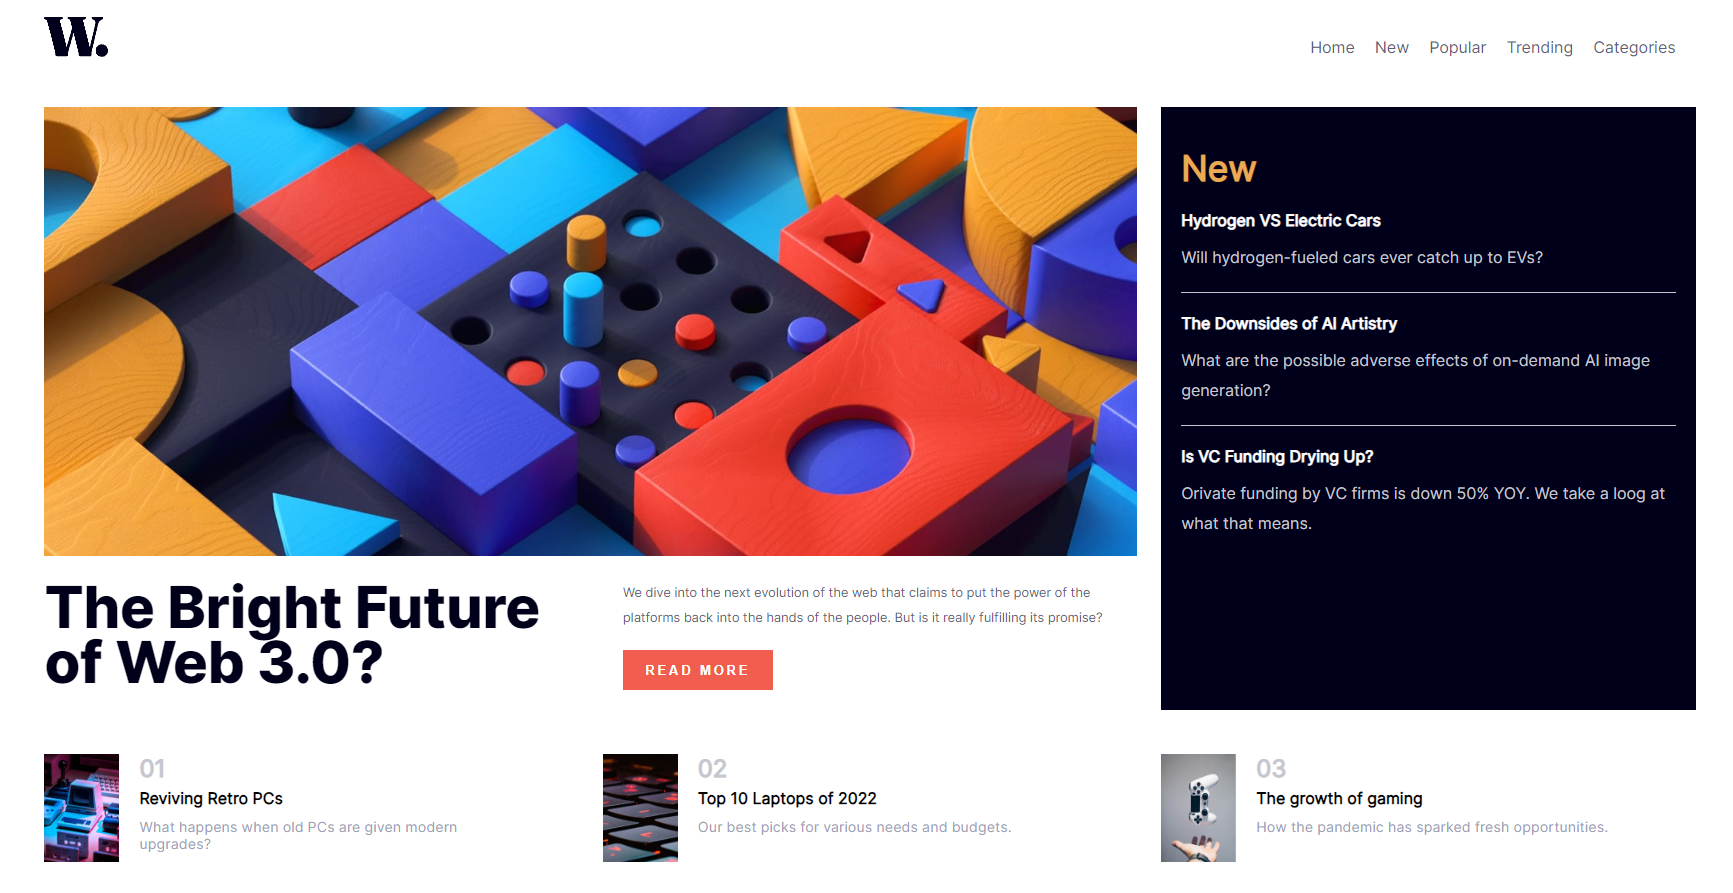 W.
Home New Popular Trending Categories
New
Hydrogen VS Electric Cars
Will hydrogen-fueled cars ever catch up to EVs?
The Downsides of AI Artistry
What are the possible adverse effects of on-demand AI image
generation?
Is VC Funding Drying Up?
Orivate funding by VC firms is down 50% YOY. We take a loog at
what that means.
The Bright Future
of Web 3.0?
We dive into the next evolution of the web that claims to put the power of the
platforms back into the hands of the people. But is it really fulfilling its promise?
READ MORE
01
Reviving Retro PCs
What happens when old PCs are given modern
upgrades?
02
Top 10 Laptops of 2022
Our best picks for various needs and budgets.
03
The growth of gaming
How the pandemic has sparked fresh opportunities.